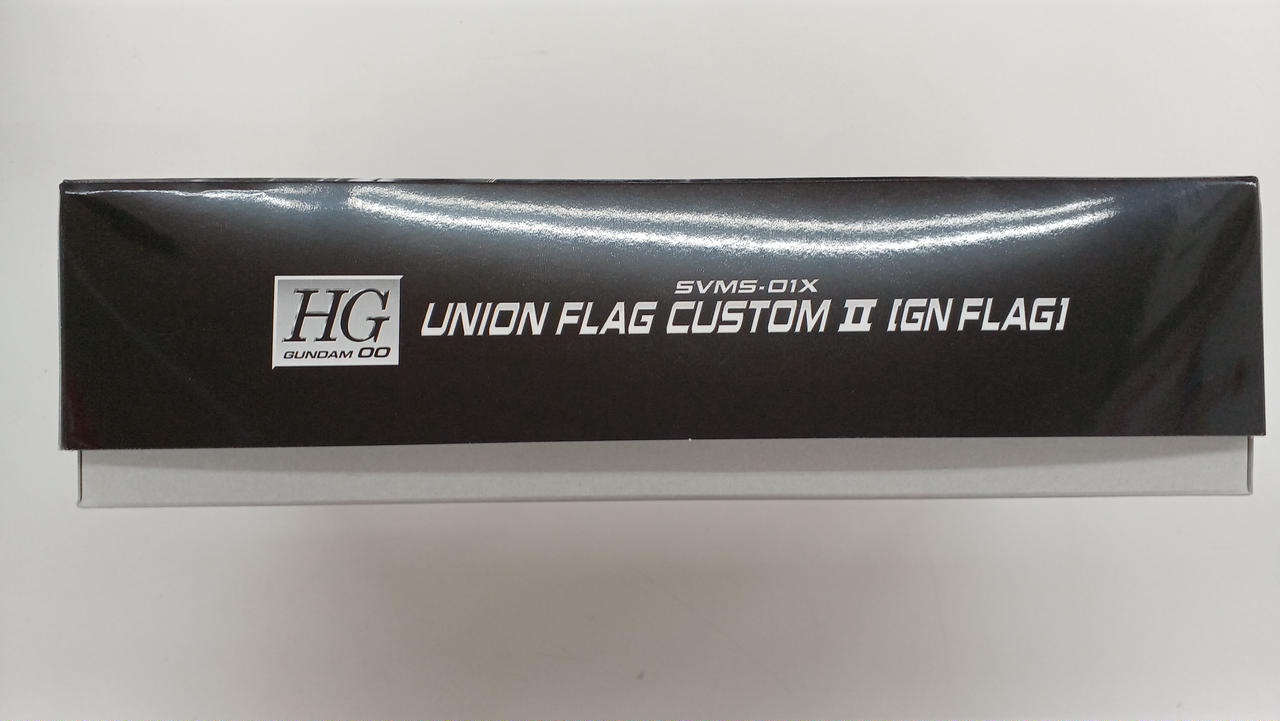 HG
GUNDAM 00
SVMS-01X
UNION FLAG CUSTOM II [GN FLAG]